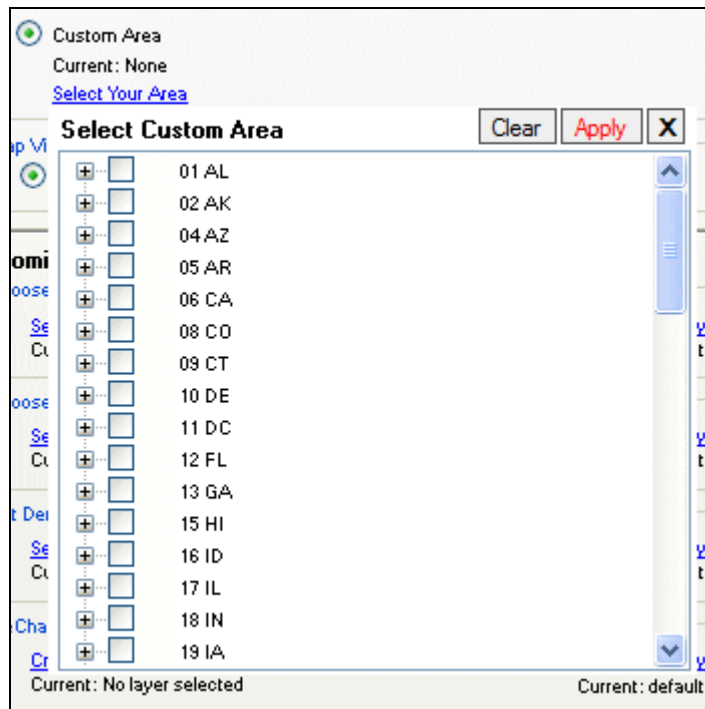 Custom Area
Current: None
Select Your Area
Select Custom Area Clear Apply X
01 AL
02 AK
04 AZ
05 AR
06 CA
08 CO
09 CT
10 DE
11 DC
12 FL
13 GA
15 HI
16 ID
17 IL
18 IN
19 IA
Current: No layer selected Current: default